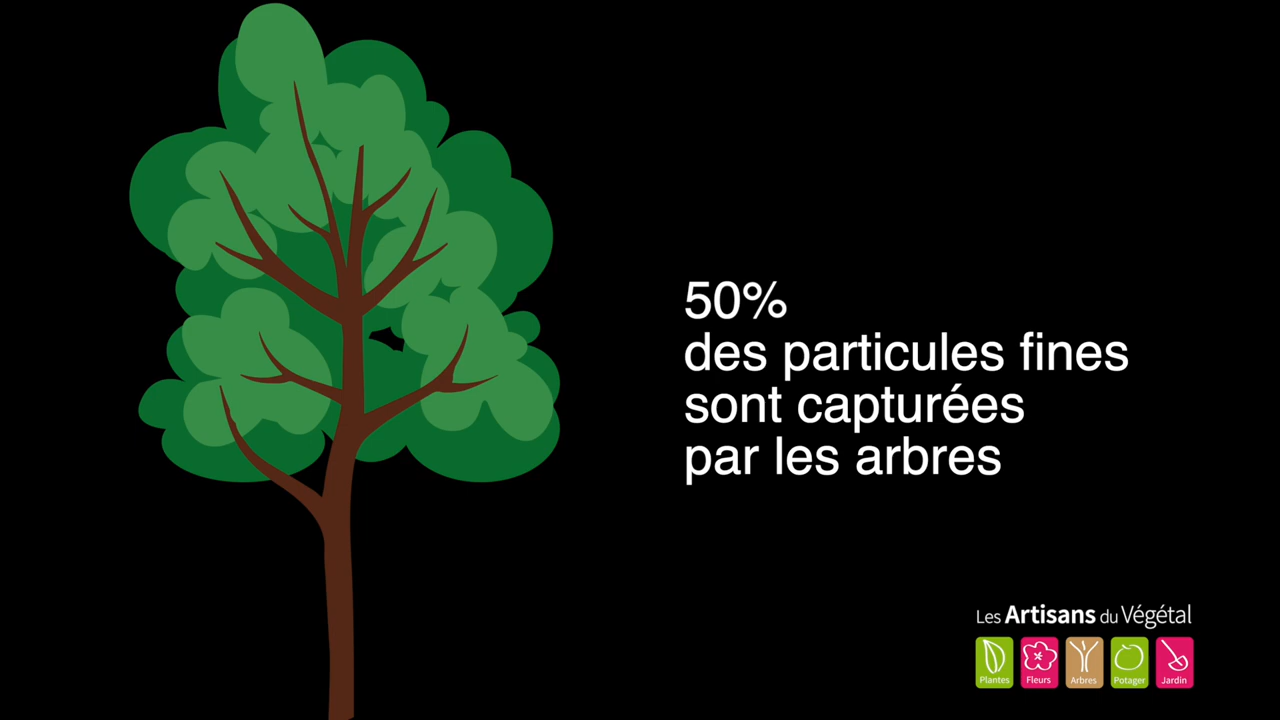 50%
des particules fines
sont capturées
par les arbres
Les Artisans du Végétal
Plantes Fleurs Arbres Potager Jardin